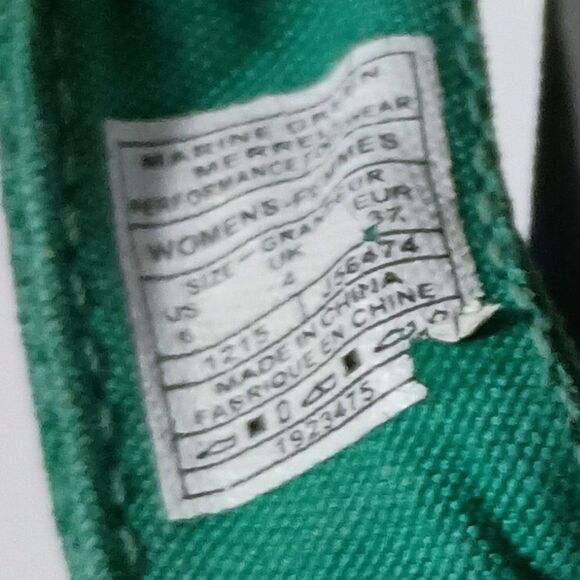 MARINE GREEN
MERRELL
PERFORMANCE FOOTWEAR
WOMENS-FEMMES
SIZE - GRANDEUR
US UK EUR
6 4 37
1215 J56474
MADE IN CHINA
FABRIQUE EN CHINE
1923475